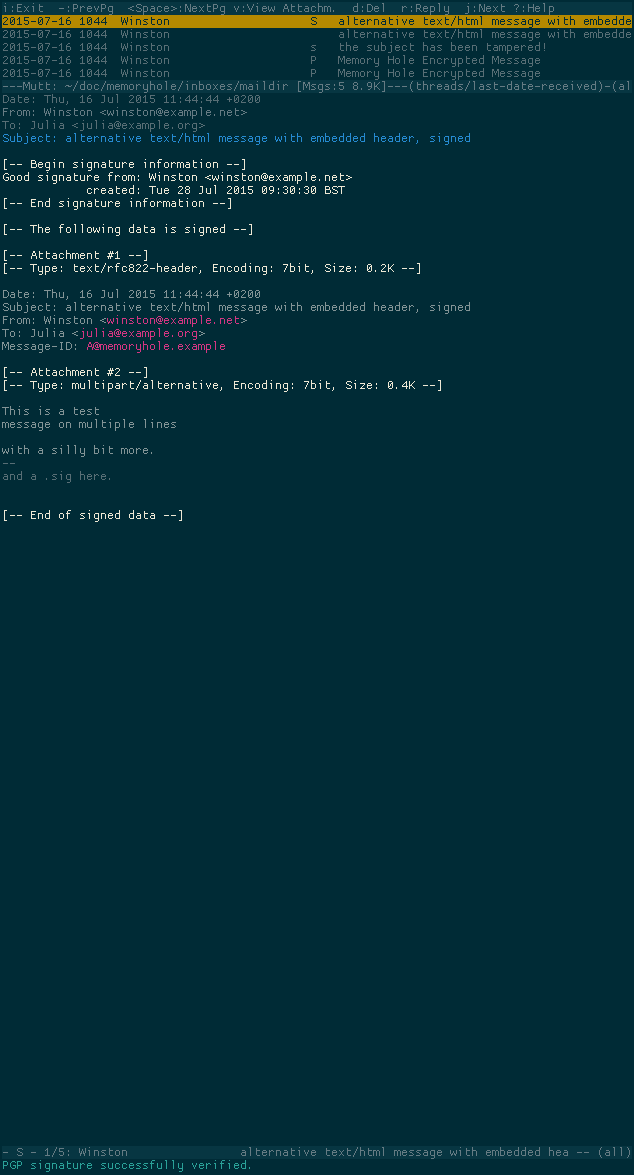 i:Exit  -:PrevPg  <Space>:NextPg v:View Attachm.  d:Del  r:Reply  j:Next ?:Help
2015-07-16 1044  Winston                    S   alternative text/html message with embedde
2015-07-16 1044  Winston                        alternative text/html message with embedde
2015-07-16 1044  Winston                    s   the subject has been tampered!
2015-07-16 1044  Winston                    P   Memory Hole Encrypted Message
2015-07-16 1044  Winston                    P   Memory Hole Encrypted Message
---Mutt: ~/doc/memoryhole/inboxes/maildir [Msgs:5 8.9K]---(threads/last-date-received)-(al
Date: Thu, 16 Jul 2015 11:44:44 +0200
From: Winston <winston@example.net>
To: Julia <julia@example.org>
Subject: alternative text/html message with embedded header, signed
[-- Begin signature information --]
Good signature from: Winston <winston@example.net>
            created: Tue 28 Jul 2015 09:30:30 BST
[-- End signature information --]
[-- The following data is signed --]
[-- Attachment #1 --]
[-- Type: text/rfc822-header, Encoding: 7bit, Size: 0.2K --]
Date: Thu, 16 Jul 2015 11:44:44 +0200
Subject: alternative text/html message with embedded header, signed
From: Winston <winston@example.net>
To: Julia <julia@example.org>
Message-ID: A@memoryhole.example
[-- Attachment #2 --]
[-- Type: multipart/alternative, Encoding: 7bit, Size: 0.4K --]
This is a test
message on multiple lines
with a silly bit more.
--
and a .sig here.
[-- End of signed data --]
- S - 1/5: Winston                alternative text/html message with embedded hea -- (all)
PGP signature successfully verified.